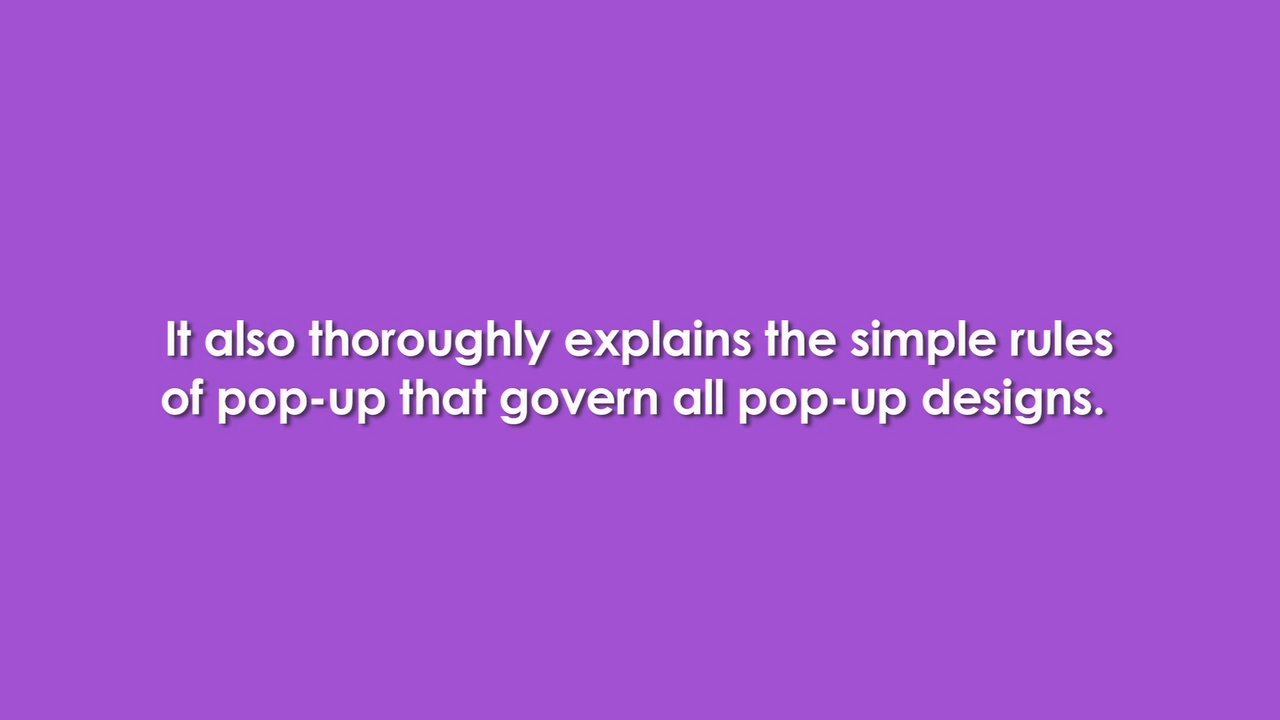 It also thoroughly explains the simple rules
of pop-up that govern all pop-up designs.